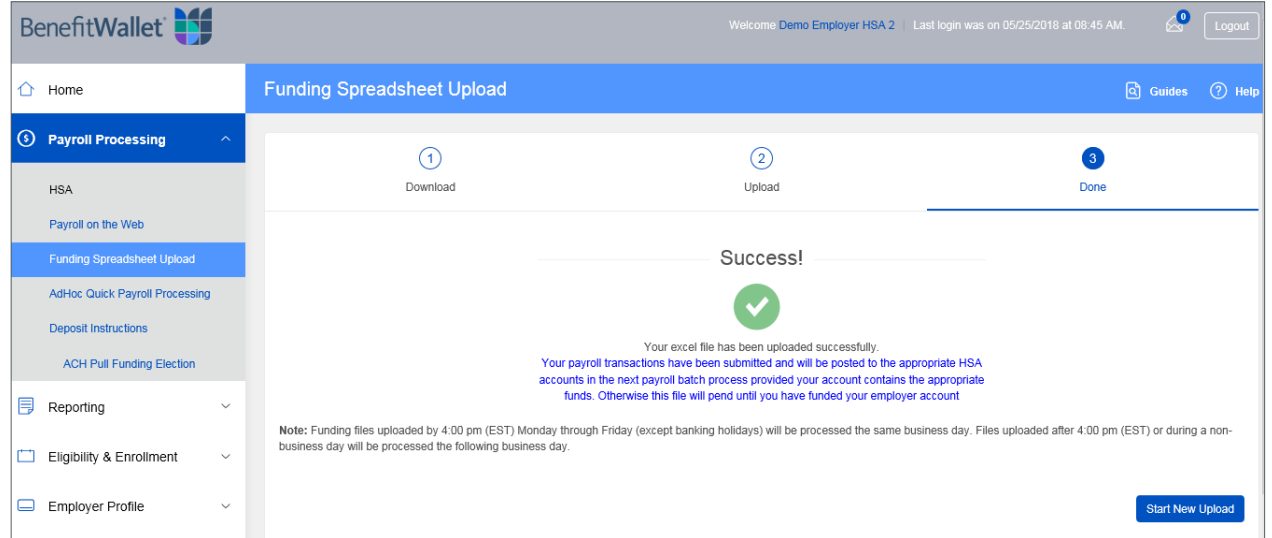 BenefitWallet
Welcome Demo Employer HSA 2 | Last login was on 05/25/2018 at 08:45 AM.
0
Logout
Home
Funding Spreadsheet Upload
Guides
Help
Payroll Processing
HSA
Payroll on the Web
Funding Spreadsheet Upload
AdHoc Quick Payroll Processing
Deposit Instructions
ACH Pull Funding Election
Reporting
Eligibility & Enrollment
Employer Profile
1
Download
2
Upload
3
Done
Success!
Your excel file has been uploaded successfully.
Your payroll transactions have been submitted and will be posted to the appropriate HSA
accounts in the next payroll batch process provided your account contains the appropriate
funds. Otherwise this file will pend until you have funded your employer account
Note: Funding files uploaded by 4:00 pm (EST) Monday through Friday (except banking holidays) will be processed the same business day. Files uploaded after 4:00 pm (EST) or during a non-
business day will be processed the following business day.
Start New Upload